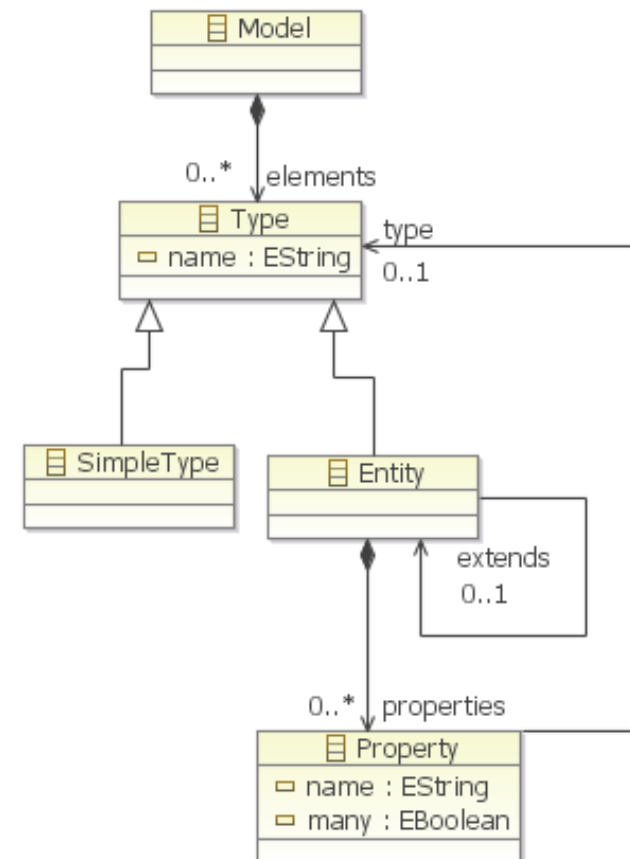 Model
0..*
elements
Type
name : EString
type
0..1
SimpleType
Entity
extends
0..1
0..*
properties
Property
name : EString
many : EBoolean